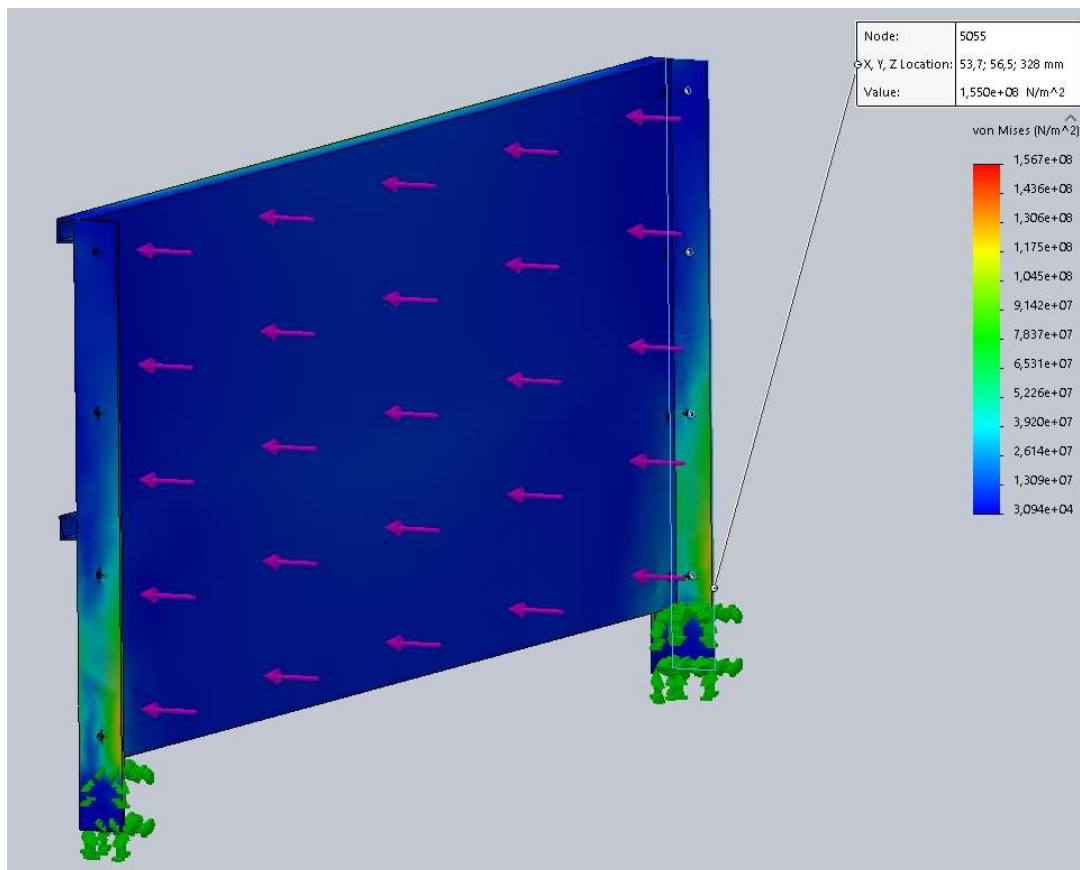 Node: 5055
X, Y, Z Location: 53,7; 56,5; 328 mm
Value: 1,550e+08 N/m^2
von Mises (N/m^2)
1,567e+08
1,436e+08
1,306e+08
1,175e+08
1,045e+08
9,142e+07
7,837e+07
6,531e+07
5,226e+07
3,920e+07
2,614e+07
1,309e+07
3,094e+04